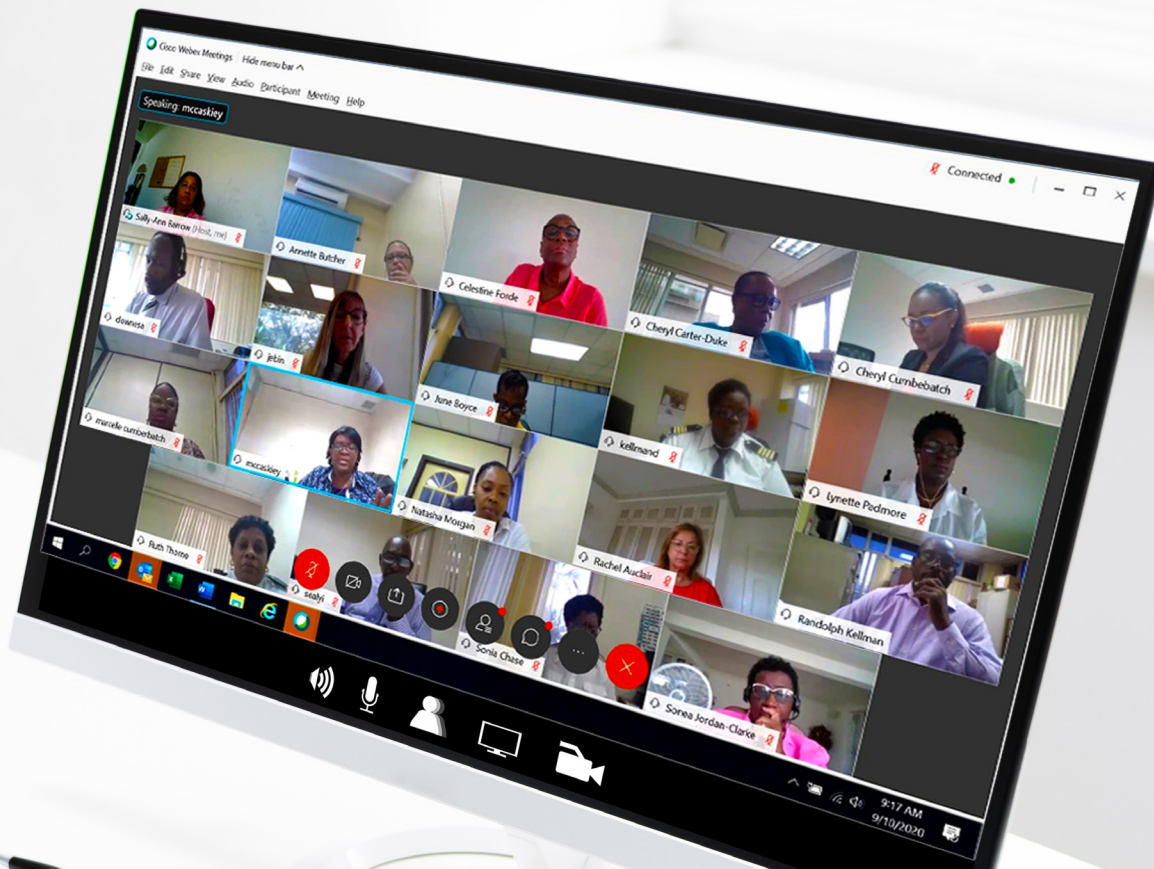 Cisco Webex Meetings Hide menu bar
File Edit Share View Audio Participant Meeting Help
Connected
Speaking: mccaskiey
Sally-Ann Barrow (Host, me)
Annette Butcher
Celestine Forde
Cheryl Carter-Duke
Cheryl Cumbebatch
downesa
jebin
June Boyce
kellmand
Lynette Padmore
marcelle cumberbatch
mccaskiey
Natasha Morgan
Rachel Auclair
Randolph Kellman
Ruth Thorne
sealyi
Sonia Chase
Sonea Jordan-Clarke
9:17 AM
9/10/2020